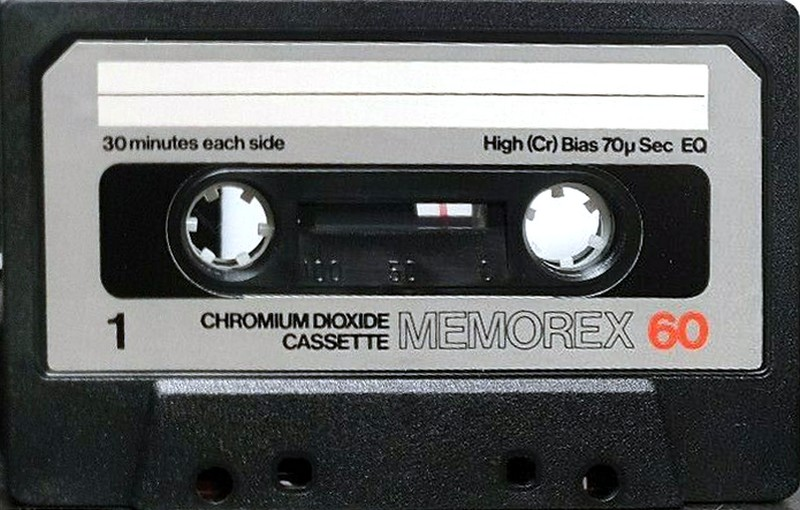 30 minutes each side
High (Cr) Bias 70µ Sec EQ
100 50 0
1
CHROMIUM DIOXIDE
CASSETTE
MEMOREX 60